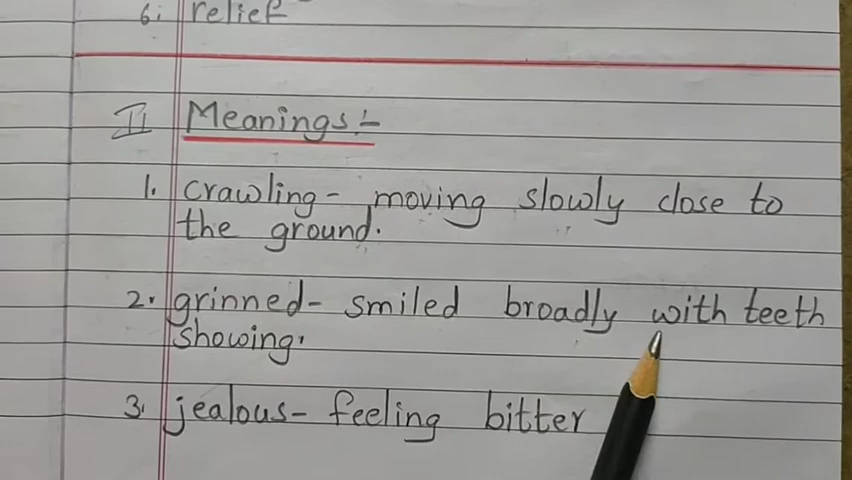 6. relief
II Meanings:-
1. crawling- moving slowly close to
the ground.
2. grinned- smiled broadly with teeth
showing.
3. jealous- feeling bitter